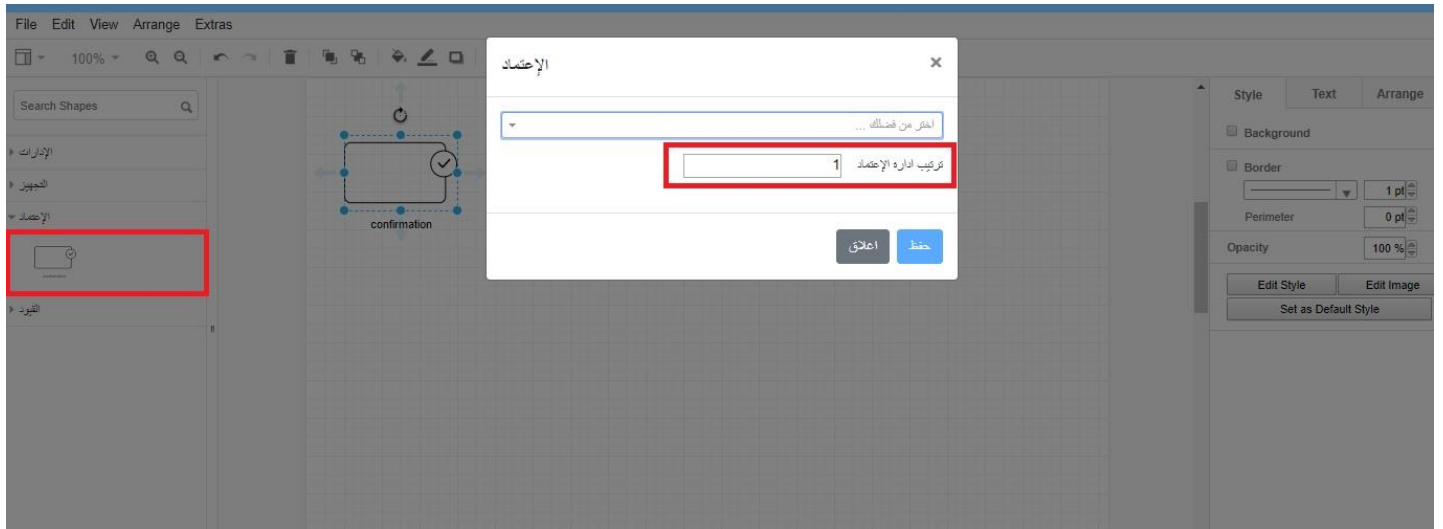 File Edit View Arrange Extras
100%
Search Shapes
الإدارات
التجهيز
الإعتماد
القيود
confirmation
الإعتماد ×
اختر من فضلك ...
ترتيب اداره الإعتماد 1
حفظ اغلاق
Style Text Arrange
Background
Border
1 pt
Perimeter 0 pt
Opacity 100 %
Edit Style Edit Image
Set as Default Style